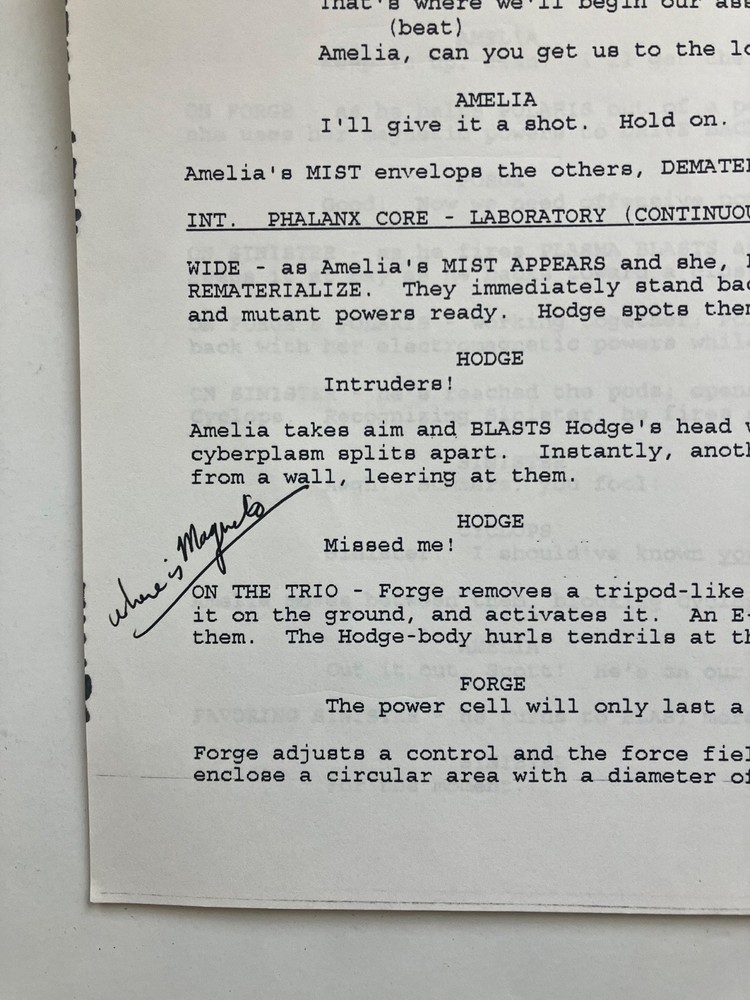 That's where we'll begin our ass
(beat)
Amelia, can you get us to the lo
AMELIA
I'll give it a shot. Hold on.
Amelia's MIST envelops the others, DEMATE
INT. PHALANX CORE - LABORATORY (CONTINUOU
WIDE - as Amelia's MIST APPEARS and she,
REMATERIALIZE. They immediately stand bac
and mutant powers ready. Hodge spots the
HODGE
Intruders!
Amelia takes aim and BLASTS Hodge's head
cyberplasm splits apart. Instantly, anoth
from a wall, leering at them.
where is Magneto
HODGE
Missed me!
ON THE TRIO - Forge removes a tripod-like
it on the ground, and activates it. An E-
them. The Hodge-body hurls tendrils at th
FORGE
The power cell will only last a
Forge adjusts a control and the force fie
enclose a circular area with a diameter of